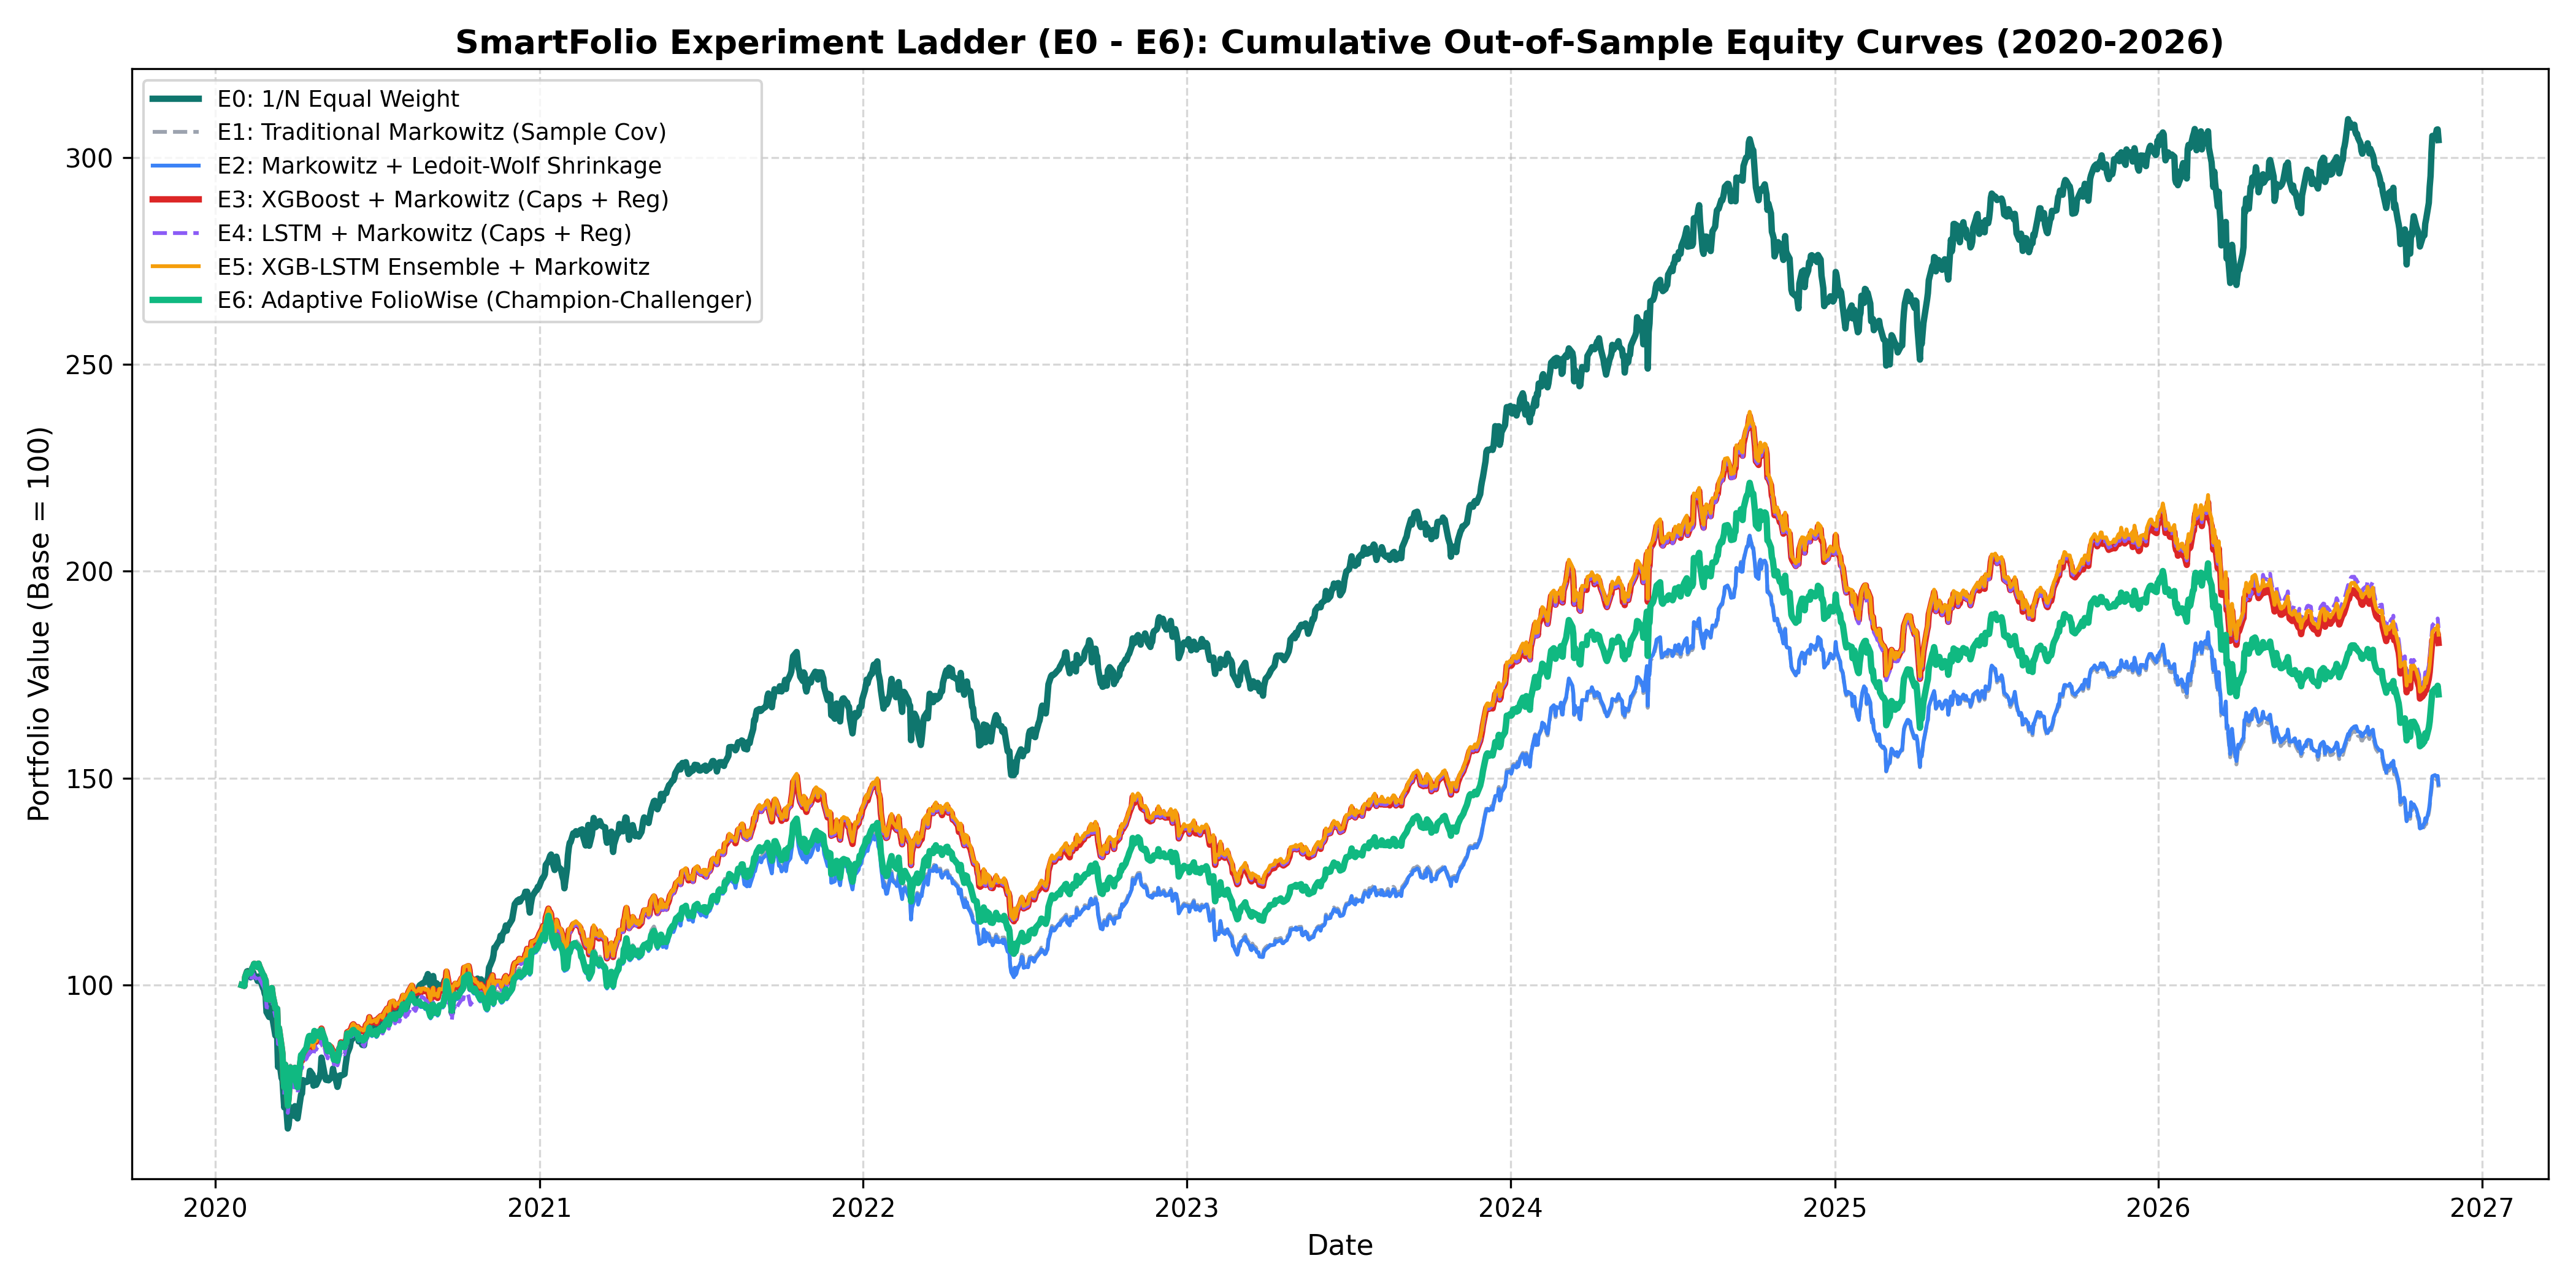 SmartFolio Experiment Ladder (E0 - E6): Cumulative Out-of-Sample Equity Curves (2020-2026)
E0: 1/N Equal Weight
E1: Traditional Markowitz (Sample Cov)
E2: Markowitz + Ledoit-Wolf Shrinkage
E3: XGBoost + Markowitz (Caps + Reg)
E4: LSTM + Markowitz (Caps + Reg)
E5: XGB-LSTM Ensemble + Markowitz
E6: Adaptive FolioWise (Champion-Challenger)
Portfolio Value (Base = 100)
300
250
200
150
100
2020 2021 2022 2023 2024 2025 2026 2027
Date